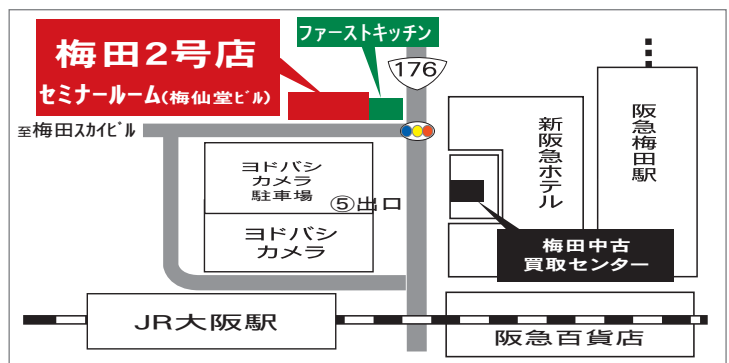 梅田2号店
セミナールーム(梅仙堂ビル)
ファーストキッチン
176
至梅田スカイビル
ヨドバシ
カメラ
駐車場
⑤出口
ヨドバシ
カメラ
新阪急ホテル
阪急梅田駅
梅田中古
買取センター
JR大阪駅
阪急百貨店